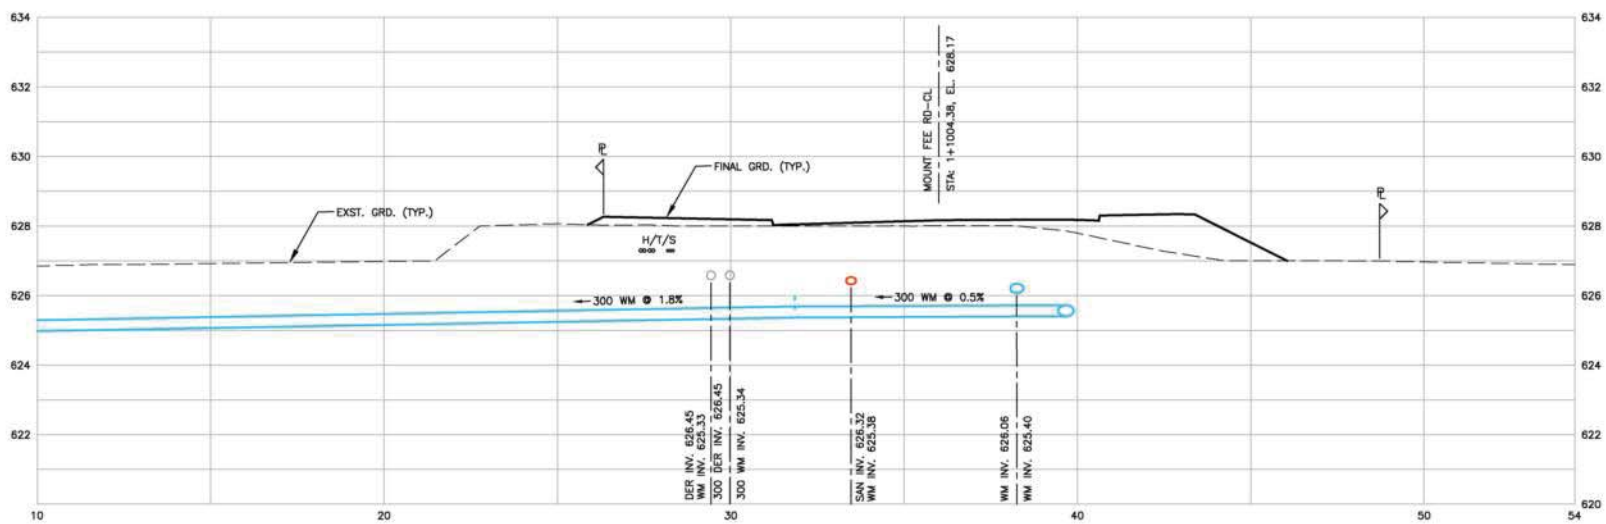 634
634
632
632
630
630
628
628
626
626
624
624
622
622
620
10
20
30
40
50
54
MOUNT FEE RD-CL
STA: 1+1004.38, EL. 628.17
PL
FINAL GRD. (TYP.)
PL
EXST. GRD. (TYP.)
H/T/S
300 WM @ 1.8%
300 WM @ 0.5%
DER INV. 626.45
WM INV. 625.33
300 DER INV. 626.45
300 WM INV. 625.34
SAN INV. 626.32
WM INV. 625.38
WM INV. 626.06
WM INV. 625.40